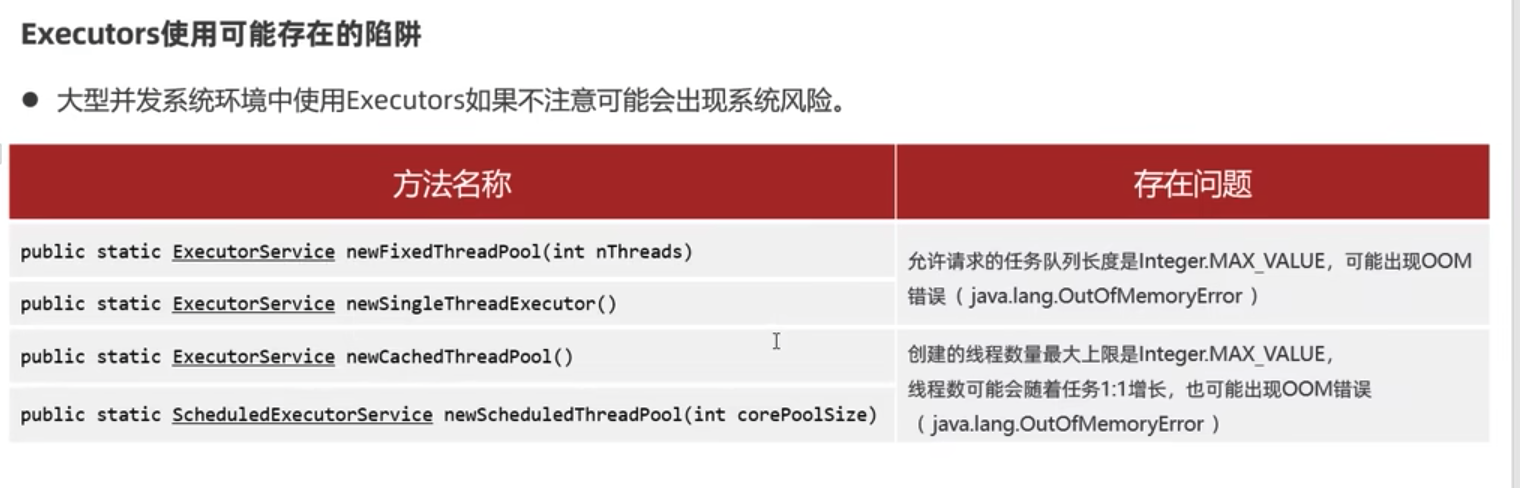 Executors使用可能存在的陷阱
● 大型并发系统环境中使用Executors如果不注意可能会出现系统风险。
方法名称
存在问题
public static ExecutorService newFixedThreadPool(int nThreads)
public static ExecutorService newSingleThreadExecutor()
允许请求的任务队列长度是Integer.MAX_VALUE，可能出现OOM
错误（ java.lang.OutOfMemoryError ）
public static ExecutorService newCachedThreadPool()
public static ScheduledExecutorService newScheduledThreadPool(int corePoolSize)
创建的线程数量最大上限是Integer.MAX_VALUE，
线程数可能会随着任务1:1增长，也可能出现OOM错误
（ java.lang.OutOfMemoryError ）